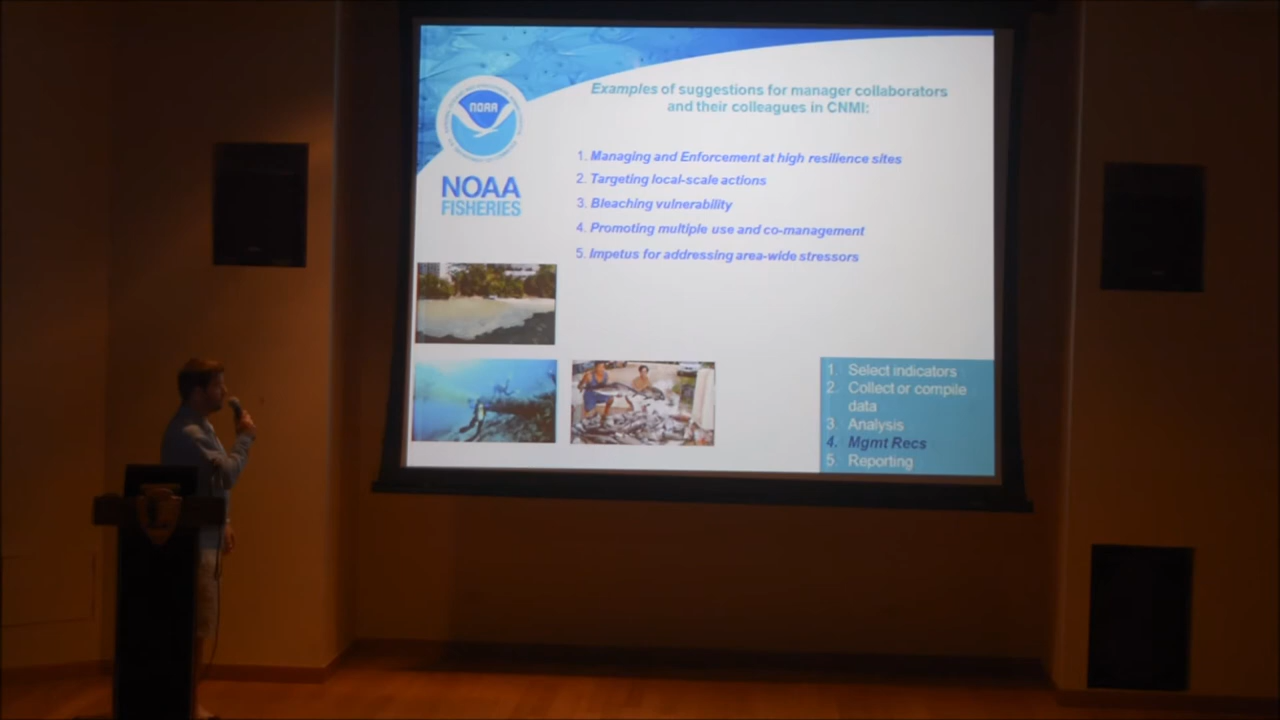 NOAA
NOAA
FISHERIES
Examples of suggestions for manager collaborators
and their colleagues in CNMI:
1. Managing and Enforcement at high resilience sites
2. Targeting local-scale actions
3. Bleaching vulnerability
4. Promoting multiple use and co-management
5. Impetus for addressing area-wide stressors
1. Select indicators
2. Collect or compile
data
3. Analysis
4. Mgmt Recs
5. Reporting